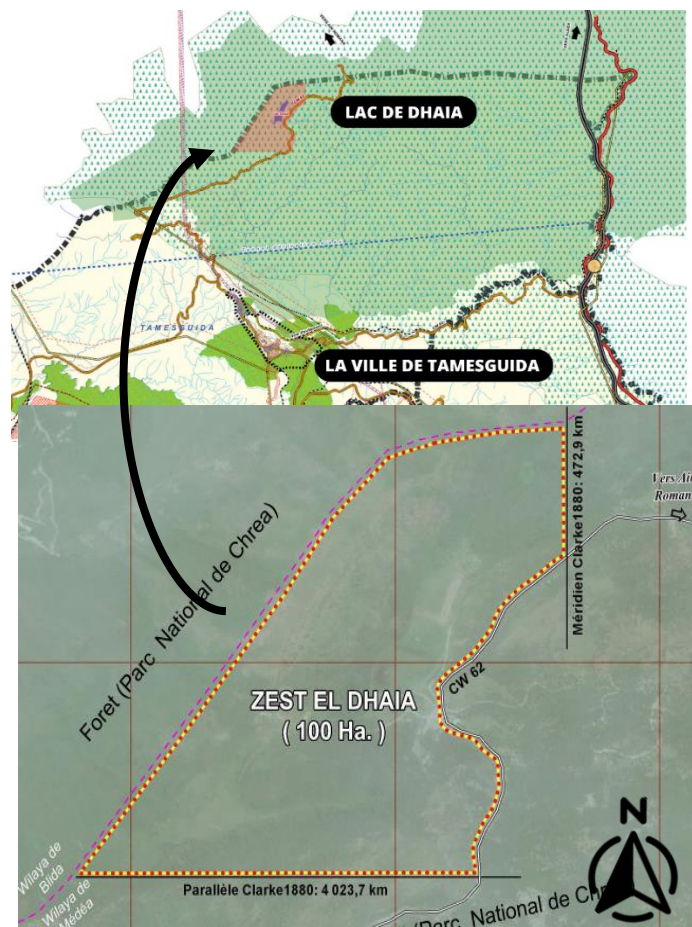 LAC DE DHAIA
TAMESGUIDA
LA VILLE DE TAMESGUIDA
Méridien Clarke1880: 472,9 km
Vers Ain
Roman
Foret (Parc National de Chrea)
CW 62
ZEST EL DHAIA
( 100 Ha. )
N
Wilaya de
Blida
Wilaya de
Médéa
Parallèle Clarke1880: 4 023,7 km
(Parc National de Chr